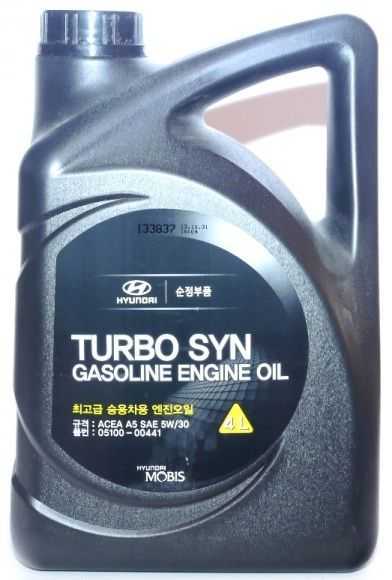 133837
HYUNDAI
순정부품
TURBO SYN
GASOLINE ENGINE OIL
최고급 승용차용 엔진오일
규격 : ACEA A5 SAE 5W/30
품번 : 05100-00441
4L
HYUNDAI
MOBIS